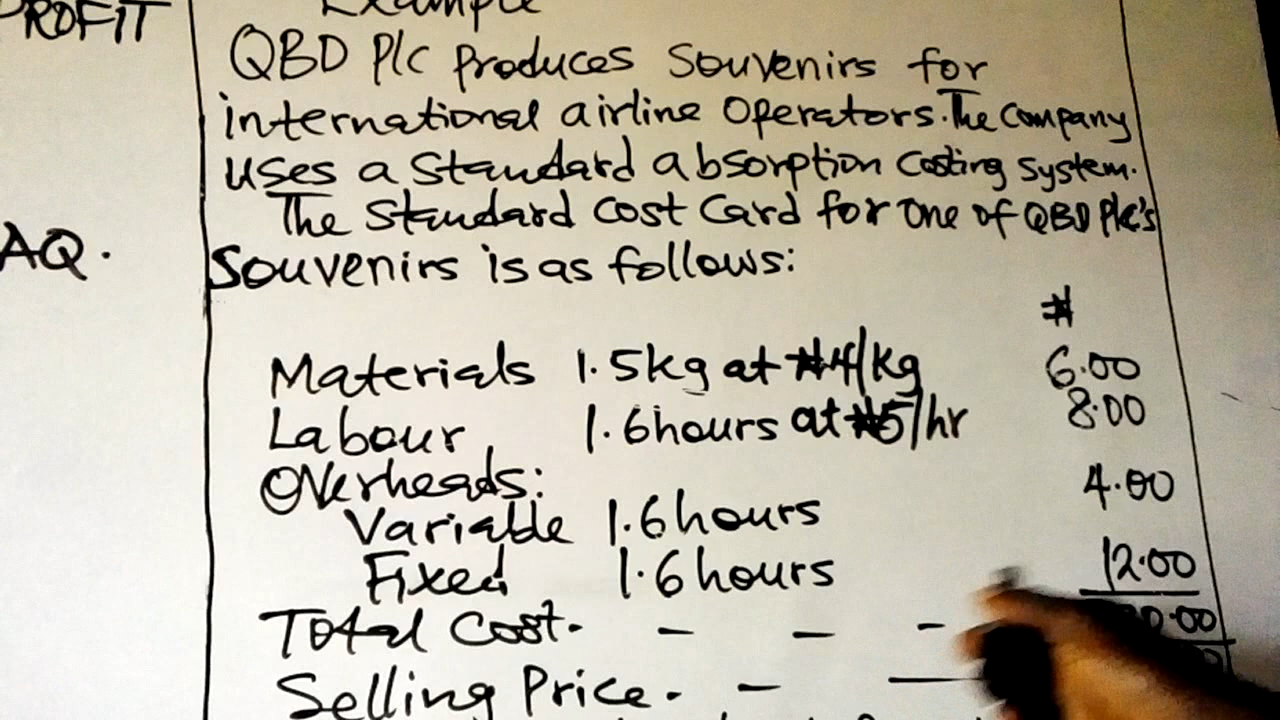 PROFIT
Example
QBD Plc Produces Souvenirs for
international airline Operators. The Company
uses a Standard absorption Costing System.
The Standard Cost Card for one of QBD Plc's
Souvenirs is as follows:
AQ.
₦
Materials 1.5kg at ₦4/kg 6.00
Labour 1.6hours at ₦5/hr 8.00
Overheads: 4.00
Variable 1.6hours
Fixed 1.6hours 12.00
Total Cost. - - -
Selling Price. - -